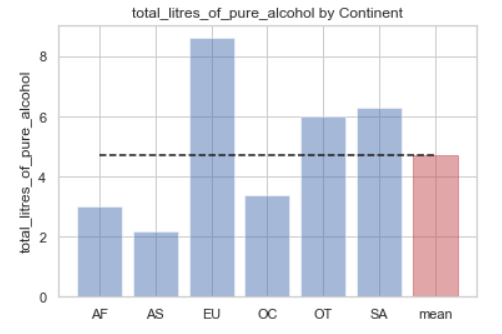 total_litres_of_pure_alcohol by Continent
total_litres_of_pure_alcohol
8
6
4
2
0
AF AS EU OC OT SA mean